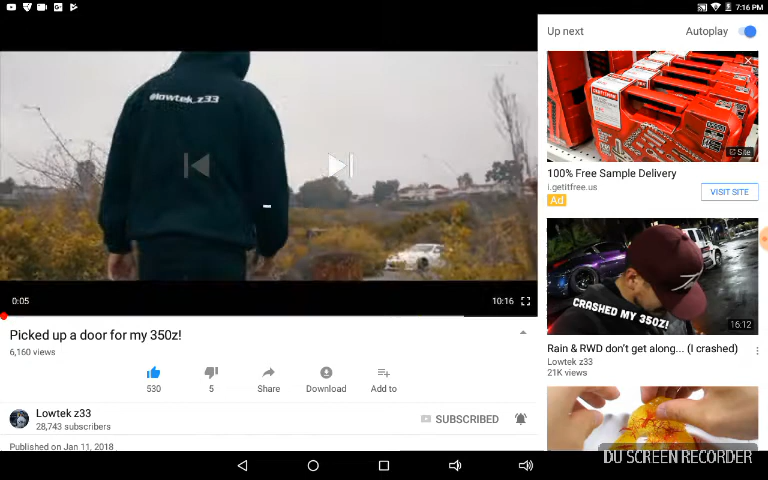 7:16 PM
Up next
Autoplay
#lowtek_z33
Site
100% Free Sample Delivery
i.getitfree.us
Ad
VISIT SITE
0:05
10:16
CRASHED MY 350Z!
16:12
Picked up a door for my 350z!
6,160 views
Rain & RWD don't get along... (I crashed)
Lowtek z33
21K views
530
5
Share
Download
Add to
Lowtek z33
28,743 subscribers
SUBSCRIBED
Published on Jan 11, 2018
DU SCREEN RECORDER